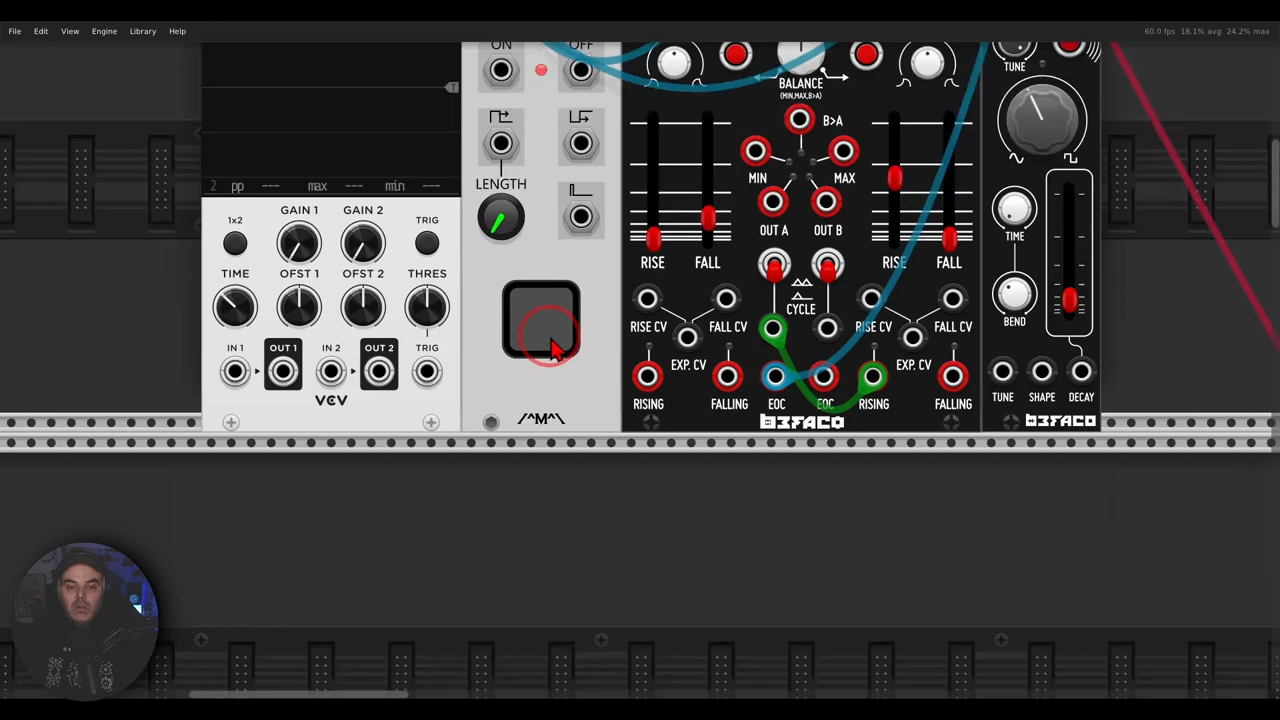 File Edit View Engine Library Help
60.0 fps 18.1% avg 24.2% max
ON OFF
TUNE
BALANCE
(MIN,MAX,B>A)
B>A
T
MIN MAX
2 pp --- max --- min ---
LENGTH
1x2 GAIN 1 GAIN 2 TRIG
OUT A OUT B
TIME
RISE FALL RISE FALL
TIME OFST 1 OFST 2 THRES
CYCLE
BEND
RISE CV FALL CV RISE CV FALL CV
IN 1 OUT 1 IN 2 OUT 2 TRIG
EXP. CV EXP. CV
RISING FALLING EOC EOC RISING FALLING
TUNE SHAPE DECAY
VCV
B3FACO B3FACO